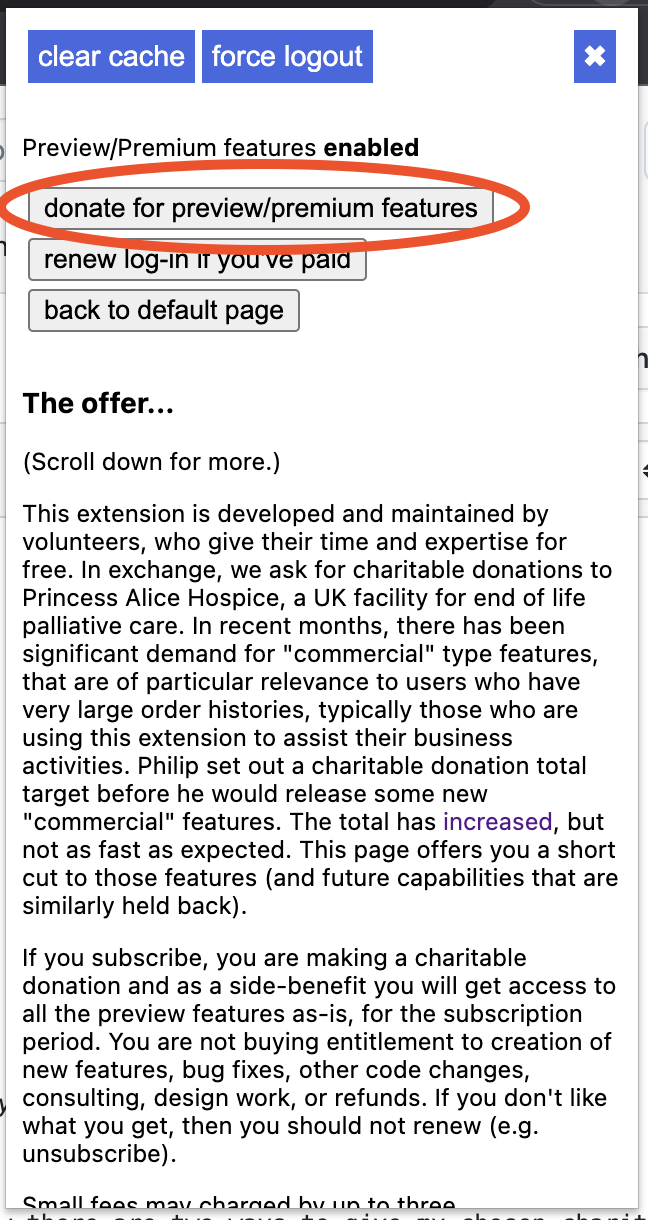 clear cache force logout ✖
Preview/Premium features enabled
donate for preview/premium features
renew log-in if you've paid
back to default page
The offer...
(Scroll down for more.)
This extension is developed and maintained by
volunteers, who give their time and expertise for
free. In exchange, we ask for charitable donations to
Princess Alice Hospice, a UK facility for end of life
palliative care. In recent months, there has been
significant demand for "commercial" type features,
that are of particular relevance to users who have
very large order histories, typically those who are
using this extension to assist their business
activities. Philip set out a charitable donation total
target before he would release some new
"commercial" features. The total has increased, but
not as fast as expected. This page offers you a short
cut to those features (and future capabilities that are
similarly held back).
If you subscribe, you are making a charitable
donation and as a side-benefit you will get access to
all the preview features as-is, for the subscription
period. You are not buying entitlement to creation of
new features, bug fixes, other code changes,
consulting, design work, or refunds. If you don't like
what you get, then you should not renew (e.g.
unsubscribe).
Small fees may charged by up to three